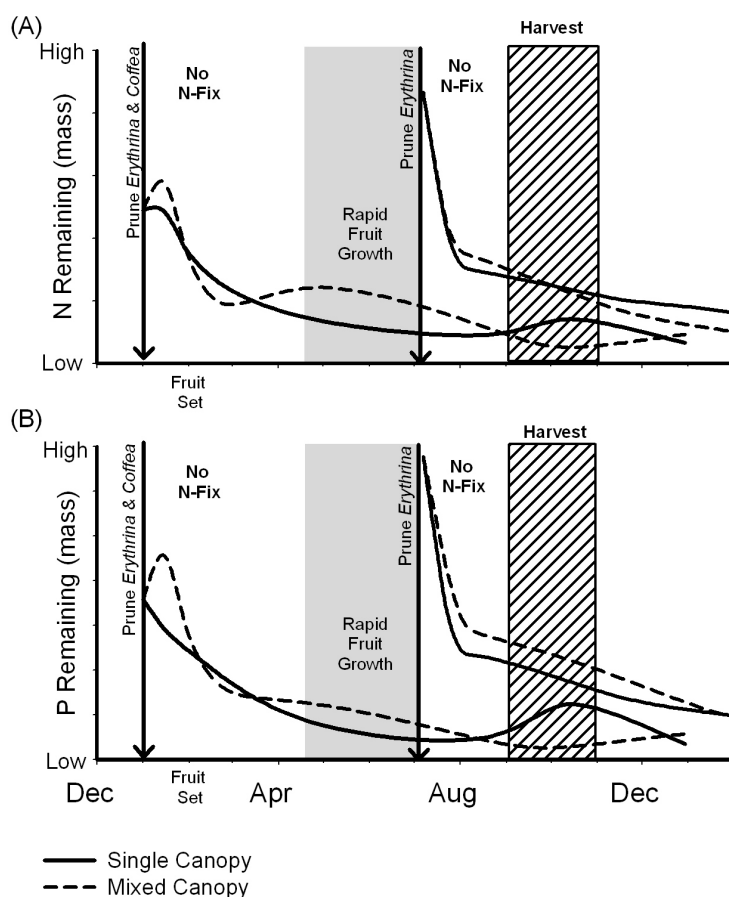 (A)
Harvest
High
No
N-Fix
No
N-Fix
Prune Erythrina & Coffea
Prune Erythrina
N Remaining (mass)
Rapid
Fruit
Growth
Low
Fruit
Set
(B)
Harvest
High
No
N-Fix
No
N-Fix
Prune Erythrina & Coffea
Prune Erythrina
P Remaining (mass)
Rapid
Fruit
Growth
Low
Dec
Fruit
Set
Apr
Aug
Dec
Single Canopy
Mixed Canopy